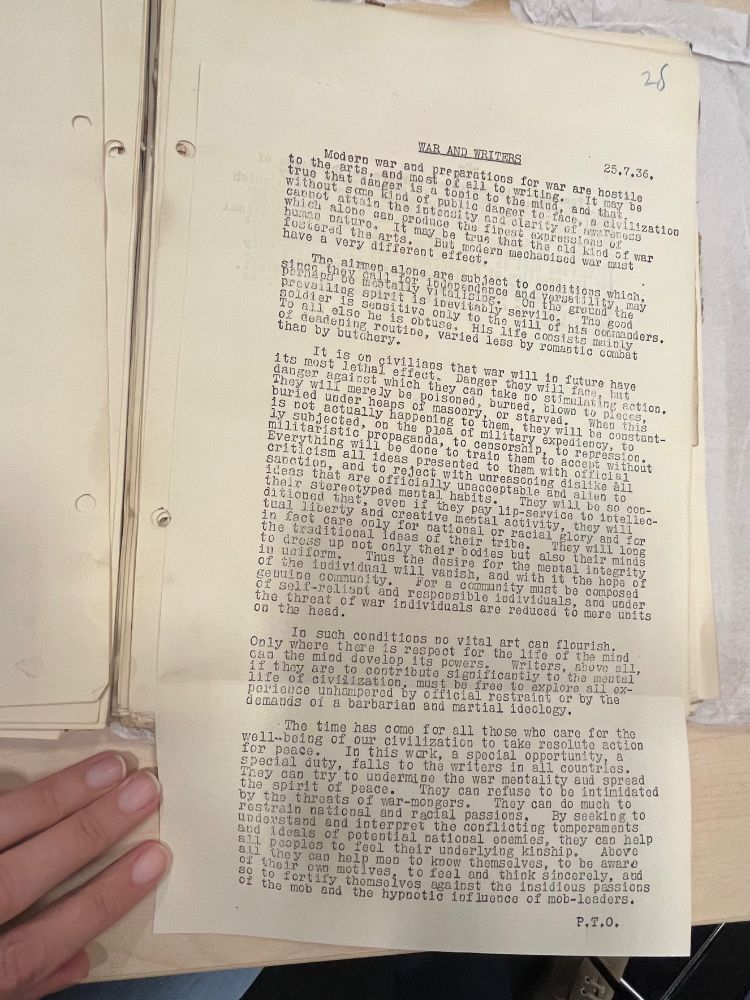 28
WAR AND WRITERS
25.7.36.
Modern war and preparations for war are hostile
to the arts, and most of all to writing. It may be
true that danger is a topic to the mind, and that
without some kind of public danger to face, a civilization
cannot attain the intensity and clarity of awareness
which alone can produce the finest expressions of
human nature. It may be true that the old kind of war
fostered the arts. But modern mechanised war must
have a very different effect.
The airmen alone are subject to conditions which,
since they call for independence and versatility, may
perhaps be mentally vitalising. On the ground the
prevailing spirit is inevitably servile. The good
soldier is sensitive only to the will of his commanders.
To all else he is obtuse. His life consists mainly
of deadening routine, varied less by romantic combat
than by butchery.
It is on civilians that war will in future have
its most lethal effect. Danger they will face, but
danger against which they can take no stimulating action.
They will merely be poisoned, burned, blown to pieces,
buried under heaps of masonry, or starved. When this
is not actually happening to them, they will be constant-
ly subjected, on the plea of military expediency, to
militaristic propaganda, to censorship, to repression.
Everything will be done to train them to accept without
criticism all ideas presented to them with official
sanction, and to reject with unreasoning dislike all
ideas that are officially unacceptable and alien to
their stereotyped mental habits. They will be so con-
ditioned that, even if they pay lip-service to intellec-
tual liberty and creative mental activity, they will
in fact care only for national or racial glory and for
the traditional ideas of their tribe. They will long
to dress up not only their bodies but also their minds
in uniform. Thus the desire for the mental integrity
of the individual will vanish, and with it the hope of
genuine community. For a community must be composed
of self-reliant and responsible individuals, and under
the threat of war individuals are reduced to mere units
on the head.
In such conditions no vital art can flourish.
Only where there is respect for the life of the mind
can the mind develop its powers. Writers, above all,
if they are to contribute significantly to the mental
life of civilization, must be free to explore all ex-
perience unhampered by official restraint or by the
demands of a barbarian and martial ideology.
The time has come for all those who care for the
well-being of our civilization to take resolute action
for peace. In this work, a special opportunity, a
special duty, falls to the writers in all countries.
They can try to undermine the war mentality and spread
the spirit of peace. They can refuse to be intimidated
by the threats of war-mongers. They can do much to
restrain national and racial passions. By seeking to
understand and interpret the conflicting temperaments
and ideals of potential national enemies, they can help
all peoples to feel their underlying kinship. Above
all they can help men to know themselves, to be aware
of their own motives, to feel and think sincerely, and
so to fortify themselves against the insidious passions
of the mob and the hypnotic influence of mob-leaders.
P.T.O.